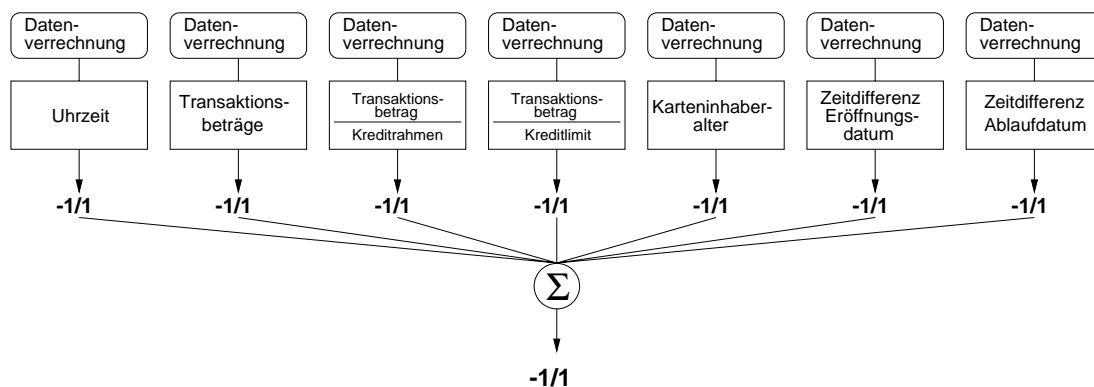 Daten-
verrechnung
Daten-
verrechnung
Daten-
verrechnung
Daten-
verrechnung
Daten-
verrechnung
Daten-
verrechnung
Daten-
verrechnung
Uhrzeit
Transaktions-
beträge
Transaktions-
betrag
Kreditrahmen
Transaktions-
betrag
Kreditlimit
Karteninhaber-
alter
Zeitdifferenz
Eröffnungs-
datum
Zeitdifferenz
Ablaufdatum
-1/1
-1/1
-1/1
-1/1
-1/1
-1/1
-1/1
Σ
-1/1